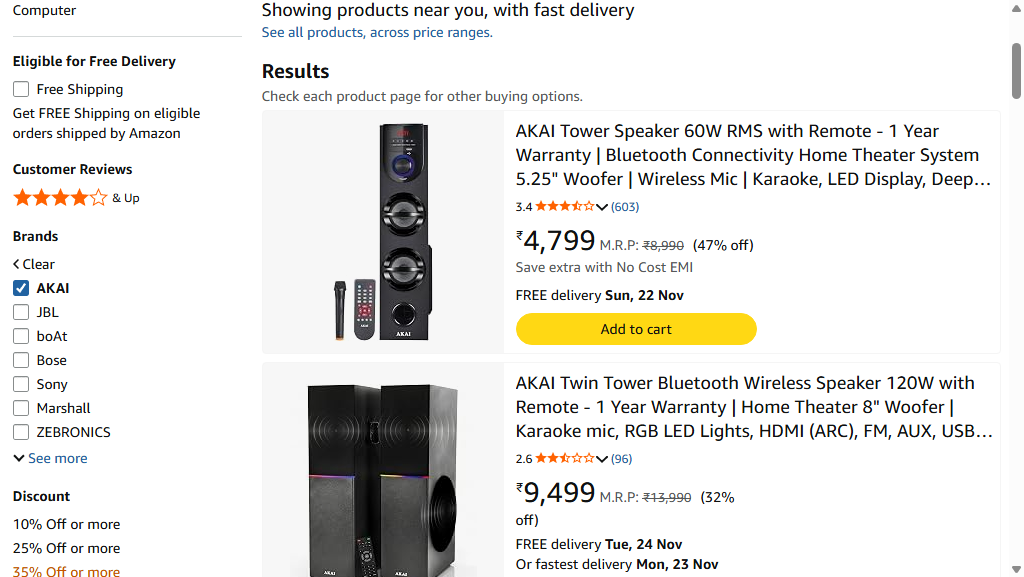 Computer
Eligible for Free Delivery
Free Shipping
Get FREE Shipping on eligible
orders shipped by Amazon
Customer Reviews
& Up
Brands
Clear
AKAI
JBL
boAt
Bose
Sony
Marshall
ZEBRONICS
See more
Discount
10% Off or more
25% Off or more
35% Off or more
Showing products near you, with fast delivery
See all products, across price ranges.
Results
Check each product page for other buying options.
AKAI
AKAI
AKAI Tower Speaker 60W RMS with Remote - 1 Year
Warranty | Bluetooth Connectivity Home Theater System
5.25" Woofer | Wireless Mic | Karaoke, LED Display, Deep…
3.4 (603)
₹4,799 M.R.P: ₹8,990 (47% off)
Save extra with No Cost EMI
FREE delivery Sun, 22 Nov
Add to cart
AKAI
AKAI
AKAI Twin Tower Bluetooth Wireless Speaker 120W with
Remote - 1 Year Warranty | Home Theater 8" Woofer |
Karaoke mic, RGB LED Lights, HDMI (ARC), FM, AUX, USB…
2.6 (96)
₹9,499 M.R.P: ₹13,990 (32%
off)
FREE delivery Tue, 24 Nov
Or fastest delivery Mon, 23 Nov